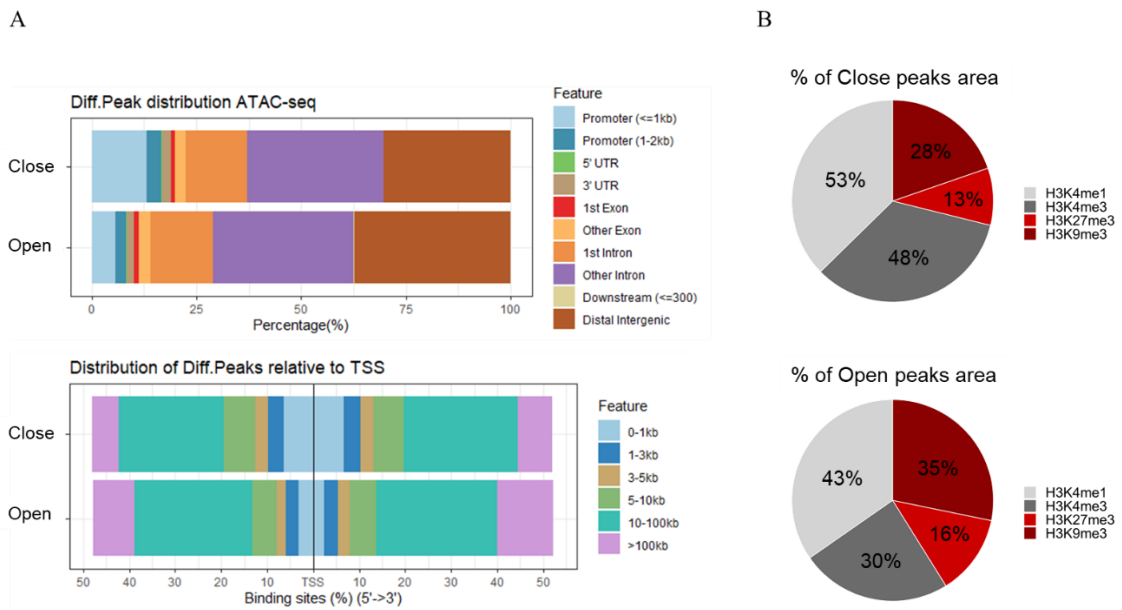 A
B
Diff.Peak distribution ATAC-seq
Close
Open
0
25
50
75
100
Percentage(%)
Feature
Promoter (<=1kb)
Promoter (1-2kb)
5' UTR
3' UTR
1st Exon
Other Exon
1st Intron
Other Intron
Downstream (<=300)
Distal Intergenic
% of Close peaks area
28%
53%
13%
48%
H3K4me1
H3K4me3
H3K27me3
H3K9me3
Distribution of Diff.Peaks relative to TSS
Close
Open
50
40
30
20
10
TSS
10
20
30
40
50
Binding sites (%) (5'->3')
Feature
0-1kb
1-3kb
3-5kb
5-10kb
10-100kb
>100kb
% of Open peaks area
43%
35%
16%
30%
H3K4me1
H3K4me3
H3K27me3
H3K9me3